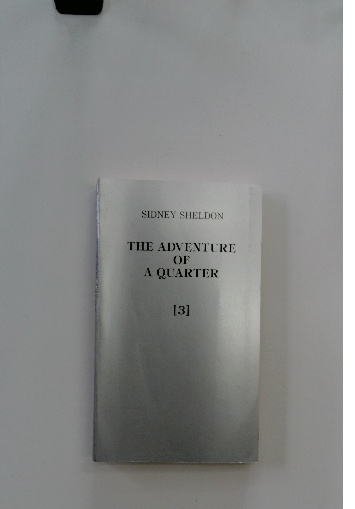 SIDNEY SHELDON
THE ADVENTURE
OF
A QUARTER
[3]